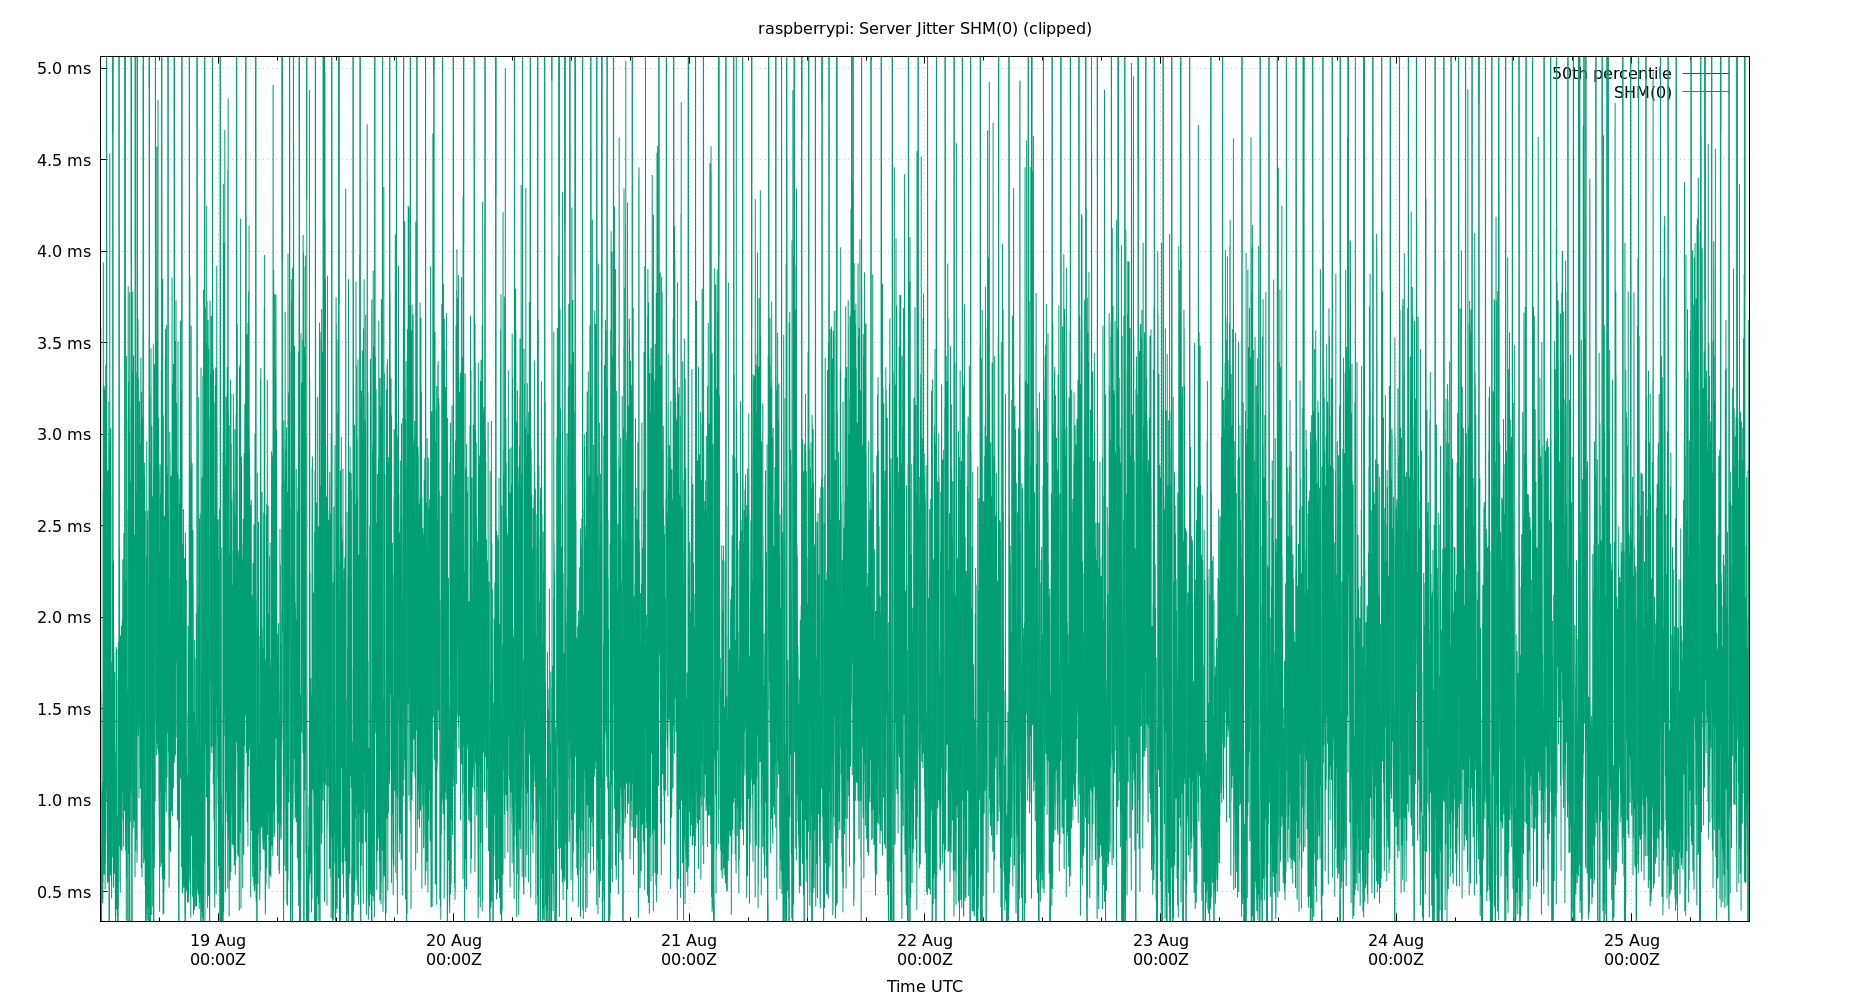 raspberrypi: Server Jitter SHM(0) (clipped)
5.0 ms
50th percentile
SHM(0)
4.5 ms
4.0 ms
3.5 ms
3.0 ms
2.5 ms
2.0 ms
1.5 ms
1.0 ms
0.5 ms
19 Aug 20 Aug 21 Aug 22 Aug 23 Aug 24 Aug 25 Aug
00:00Z 00:00Z 00:00Z 00:00Z 00:00Z 00:00Z 00:00Z
Time UTC